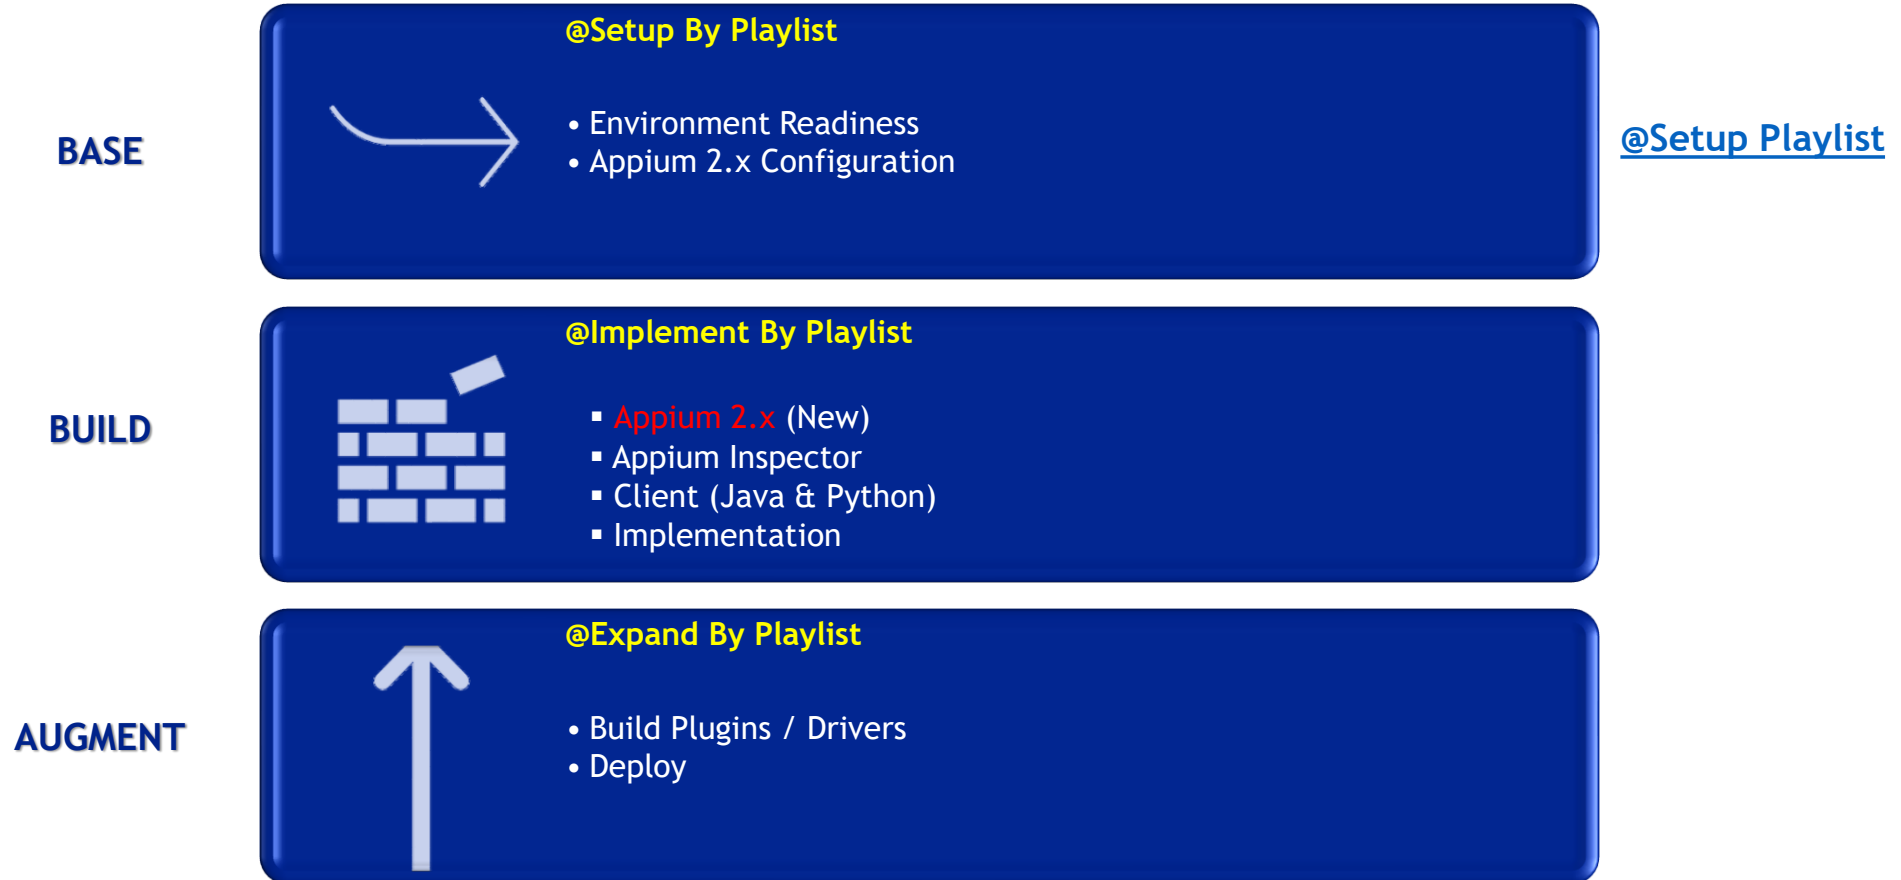 @Setup By Playlist
BASE
• Environment Readiness
• Appium 2.x Configuration
@Setup Playlist
@Implement By Playlist
BUILD
▪ Appium 2.x (New)
▪ Appium Inspector
▪ Client (Java & Python)
▪ Implementation
@Expand By Playlist
AUGMENT
• Build Plugins / Drivers
• Deploy